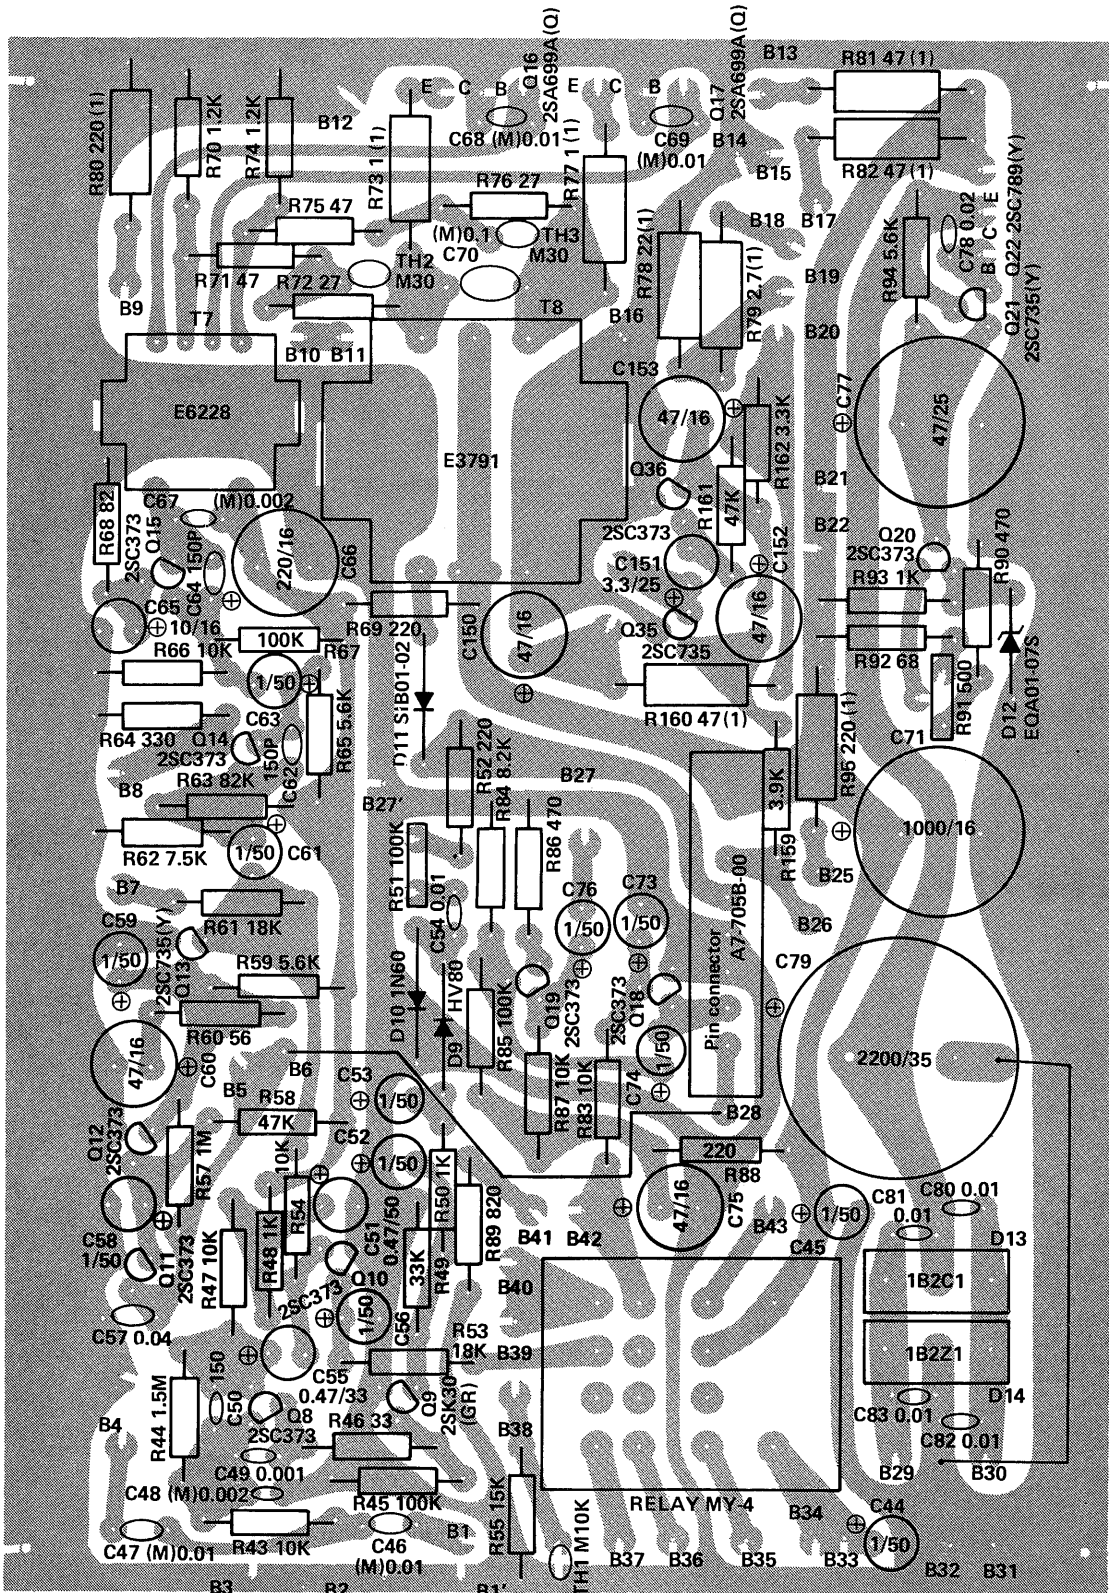 B13
R81 47 (1)
Q16
2SA699A(Q)
Q17
2SA699A(Q)
E C B
E C B
R80 220 (1)
R70 1.2K
R74 1.2K
B12
R73 1 (1)
C68 (M)0.01
R77 1 (1)
C69
(M)0.01
B14
B15
R82 47(1)
R76 27
R75 47
(M)0.1
C70
TH3
M30
R78 22(1)
B18
B17
R94 5.6K
C78 0.02
B C E
Q22 2SC789(Y)
Q21
2SC735(Y)
R71 47
R72 27
TH2
M30
R79 2.7(1)
B19
B9
T7
T8
B16
B20
B10 B11
C153
C77
E6228
47/16
47/25
E3791
R162 3.3K
Q36
R161
47K
B21
R68 82
C67
(M)0.002
Q15
2SC373
150P
C64
220/16
C66
2SC373
C151
3.3/25
C152
B22
Q20
2SC373
R90 470
R93 1K
C65
10/16
R69 220
C150
47/16
Q35
2SC735
47/16
R66 10K
100K
R67
R92 68
1/50
D11 SiB01-02
R160 47(1)
R91 500
D12
EQA01-07S
R64 330
C63
Q14
2SC373
150P
C62
R65 5.6K
R52 220
R84 8.2K
B27
3.9K
R95 220 (1)
C71
R63 82K
B8
B27'
R86 470
1000/16
R62 7.5K
1/50
C61
R51 100K
R159
B25
B7
C54 0.01
C76
C73
A7-705B-00
B26
C59
R61 18K
1/50
1/50
1/50
2SC735(Y)
Q13
R59 5.6K
C79
R60 56
D10 1N60
HV80
D9
R85 100K
Q19
2SC373
2SC373
Q18
Pin connector
47/16
C60
B6
1/50
2200/35
C53
B5
R58
47K
1/50
R87 10K
R83 10K
C74
B28
Q12
2SC373
R57 1M
10K
C52
1/50
220
R88
C58
1/50
Q11
2SC373
R54
R50 1K
R89 820
47/16
C75
B43
C81
0.01
C80 0.01
1/50
C45
C51
0.47/50
R47 10K
R48 1K
33K
R49
B41 B42
D13
1B2C1
Q10
2SC373
B40
C57 0.04
1/50
C56
R53
18K
B39
1B2Z1
150
C50
C55
0.47/33
D14
R44 1.5M
Q8
2SC373
Q9
2SK30
(GR)
B4
R46 33
B38
C83 0.01
C82 0.01
C49 0.001
B29
B30
C48 (M)0.002
R45 100K
R55 15K
RELAY MY-4
B34
C44
C47 (M)0.01
R43 10K
C46
(M)0.01
B1
TH1 M10K
B37
B36
B35
B33
1/50
B32
B31
B3
B2
B1'